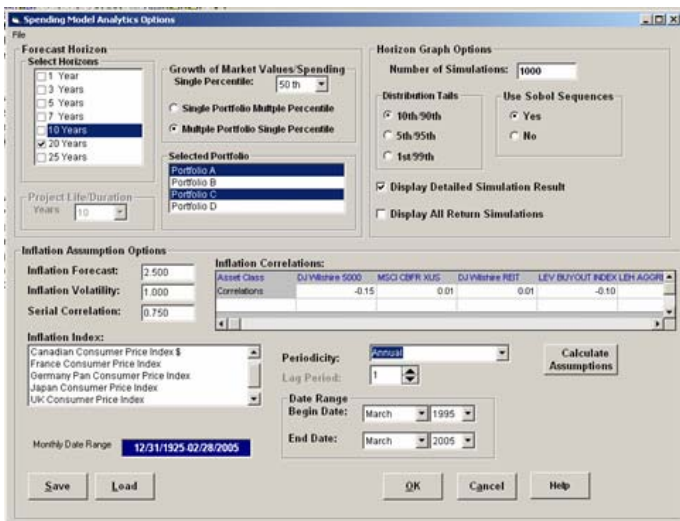 Spending Model Analytics Options
File
Forecast Horizon
Select Horizons
1 Year
3 Years
5 Years
7 Years
10 Years
20 Years
25 Years
Project Life/Duration
Years 10
Growth of Market Values/Spending
Single Percentile: 50 th
Single Portfolio Multple Percentile
Multiple Portfolio Single Percentile
Selected Portfolio
Portfolio A
Portfolio B
Portfolio C
Portfolio D
Horizon Graph Options
Number of Simulations: 1000
Distribution Tails
10th/90th
5th/95th
1st/99th
Use Sobol Sequences
Yes
No
Display Detailed Simulation Result
Display All Return Simulations
Inflation Assumption Options
Inflation Forecast: 2.500
Inflation Volatility: 1.000
Serial Correlation: 0.750
Inflation Correlations:
Asset Class DJ Wilshire 5000 MSCI CBFR XUS DJ Wilshire REIT LEV BUYOUT INDEX LEH AGGRE
Correlations -0.15 0.01 0.01 -0.10
Inflation Index:
Canadian Consumer Price Index $
France Consumer Price Index
Germany Pan Consumer Price Index
Japan Consumer Price Index
UK Consumer Price Index
Periodicity: Annual
Lag Period: 1
Calculate
Assumptions
Date Range
Begin Date: March 1995
End Date: March 2005
Monthly Date Range 12/31/1925-02/28/2005
Save Load OK Cancel Help